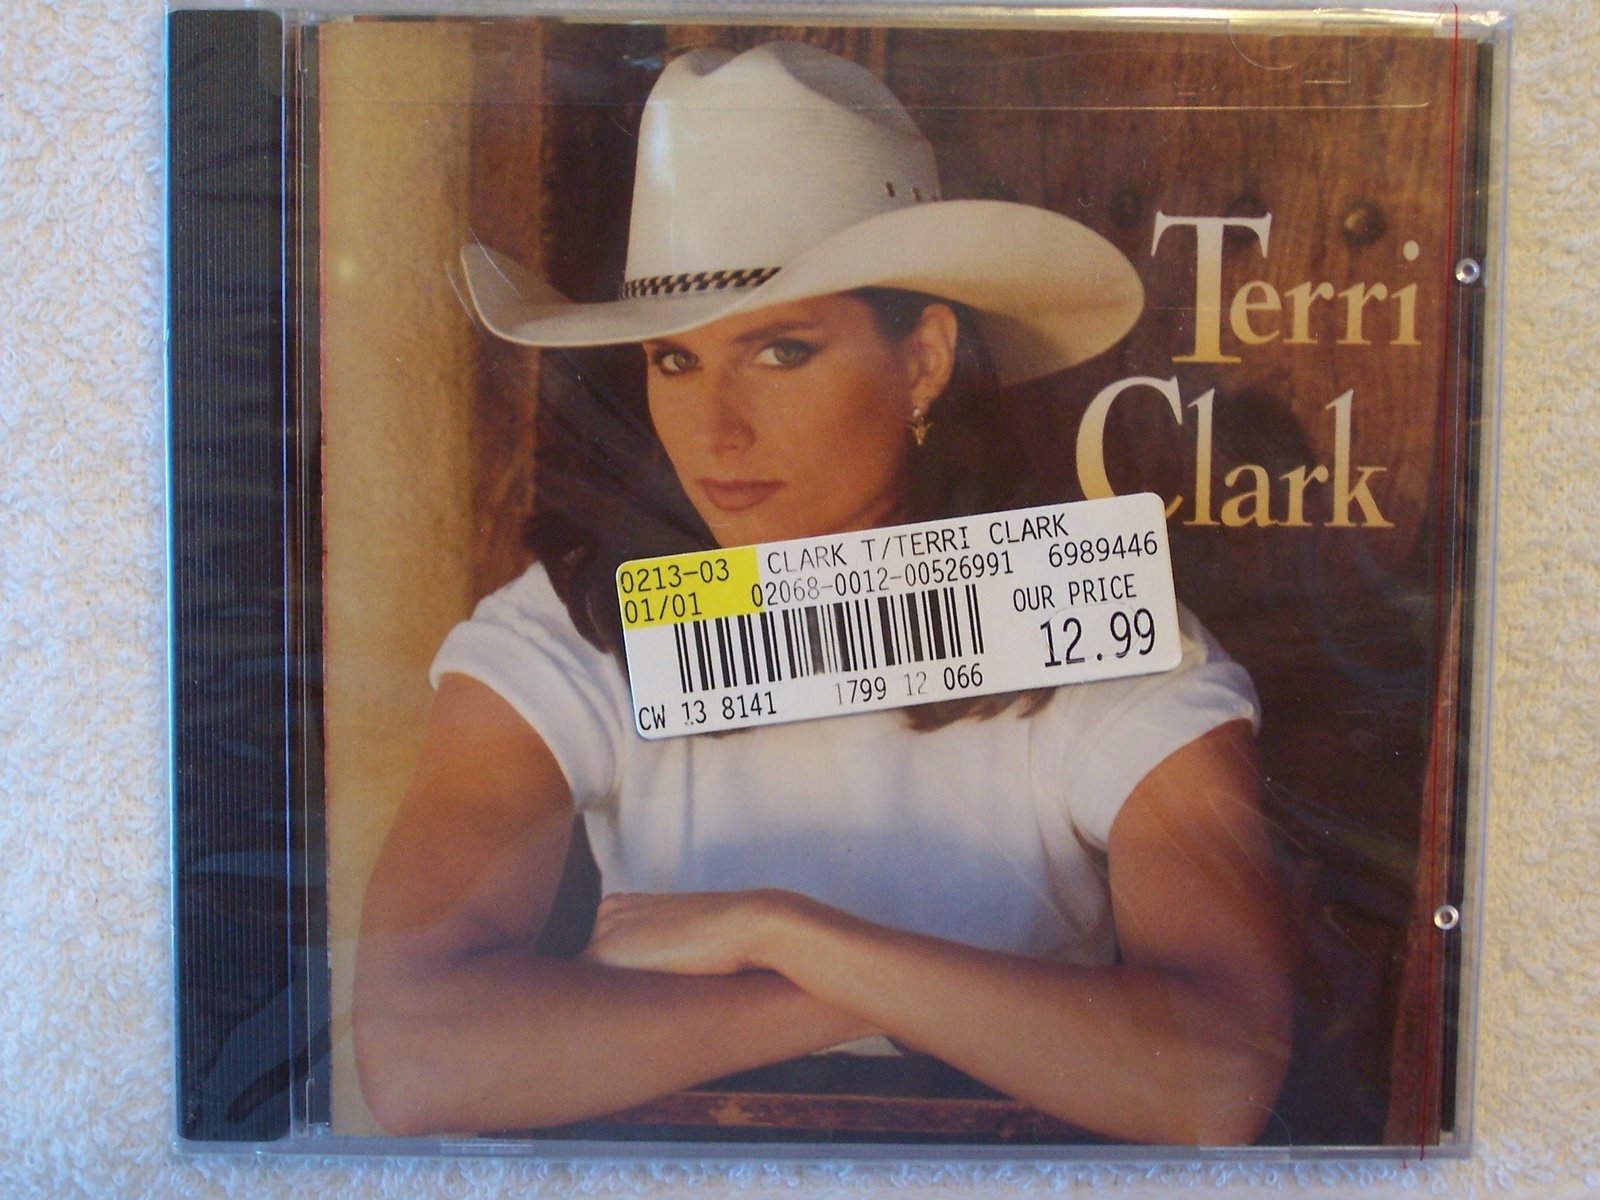 Terri
Clark
CLARK T/TERRI CLARK
0213-03
02068-0012-00526991 6989446
01/01
OUR PRICE
12.99
CW 13 8141 1799 12 066